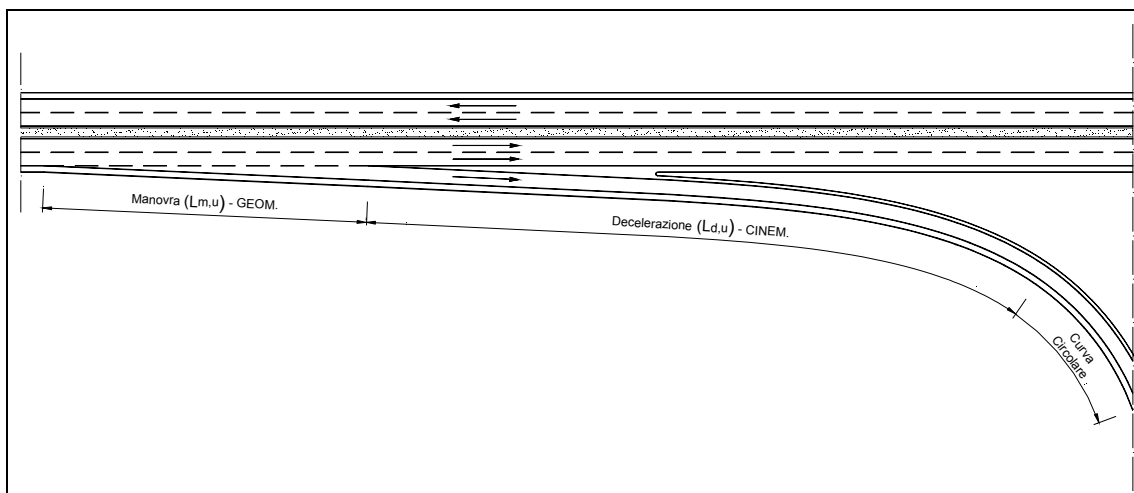 Manovra (Lm,u) - GEOM.
Decelerazione (Ld,u) - CINEM.
Curva
Circolare